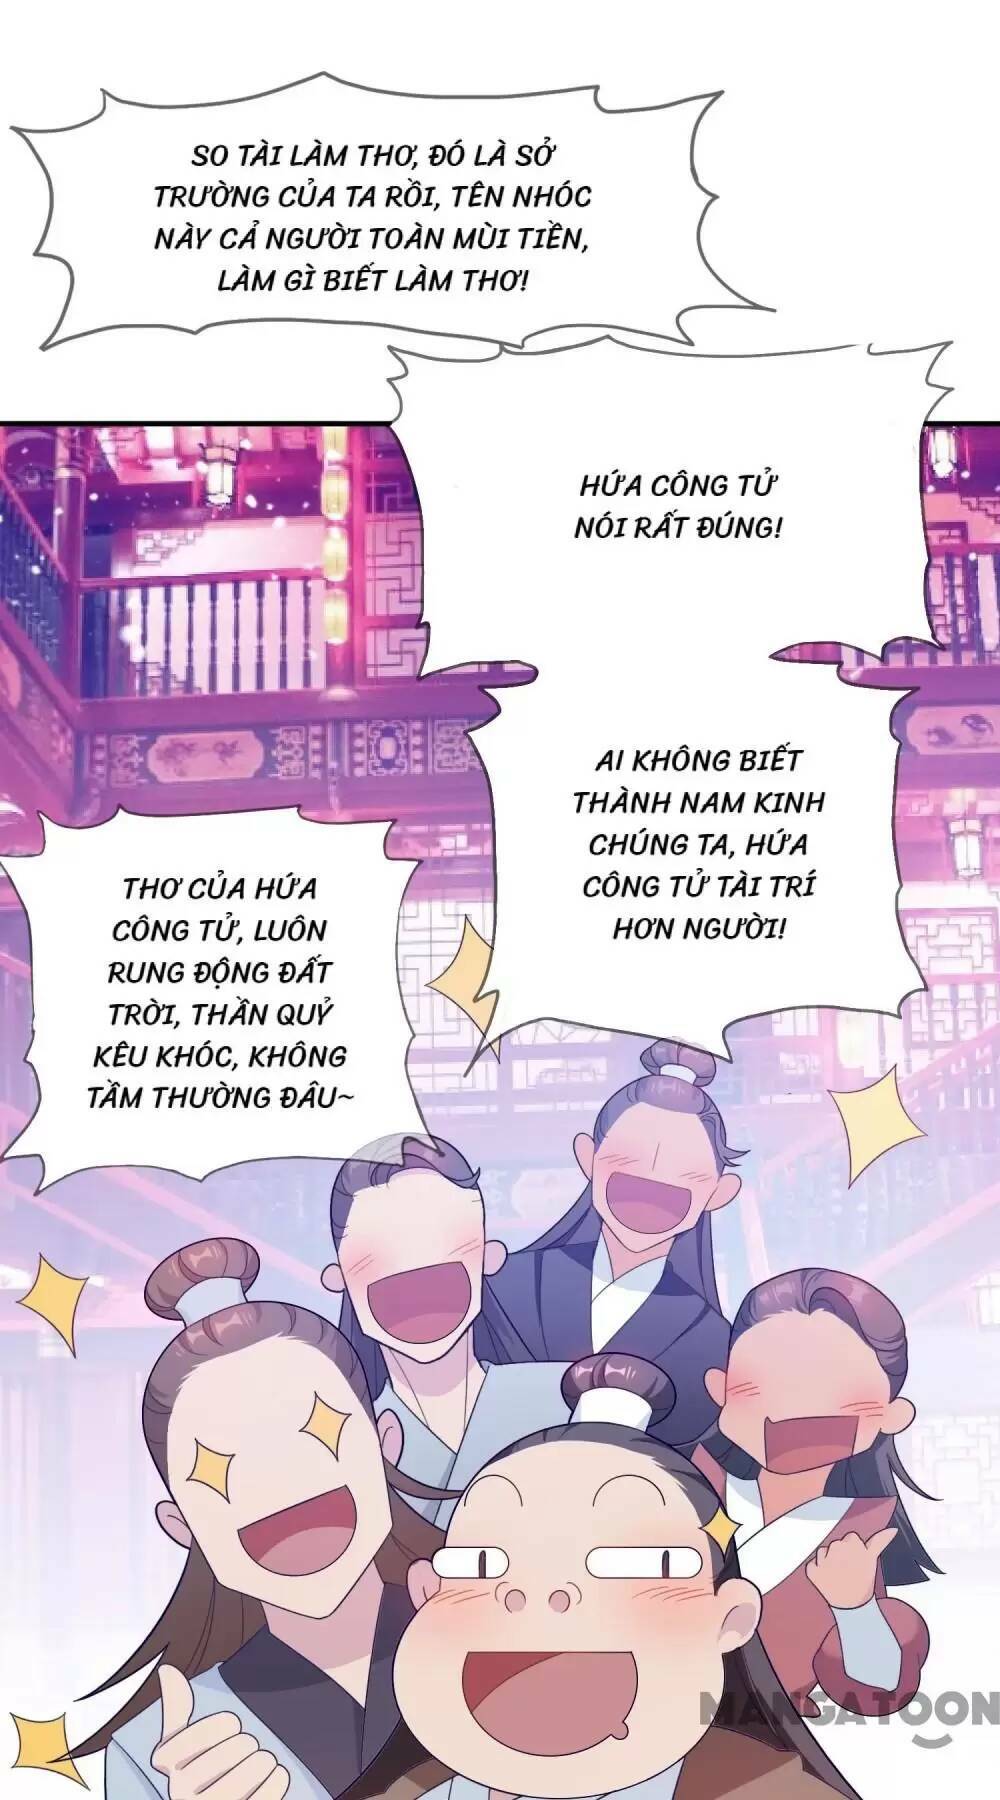 SO TÀI LÀM THƠ, ĐÓ LÀ SỞ
TRƯỜNG CỦA TA RỒI, TÊN NHÓC
NÀY CẢ NGƯỜI TOÀN MÙI TIỀN,
LÀM GÌ BIẾT LÀM THƠ!
HỨA CÔNG TỬ
NÓI RẤT ĐÚNG!
AI KHÔNG BIẾT
THÀNH NAM KINH
CHÚNG TA, HỨA
CÔNG TỬ TÀI TRÍ
HƠN NGƯỜI!
THƠ CỦA HỨA
CÔNG TỬ, LUÔN
RUNG ĐỘNG ĐẤT
TRỜI, THẦN QUỶ
KÊU KHÓC, KHÔNG
TẦM THƯỜNG ĐÂU~
MANGATOON